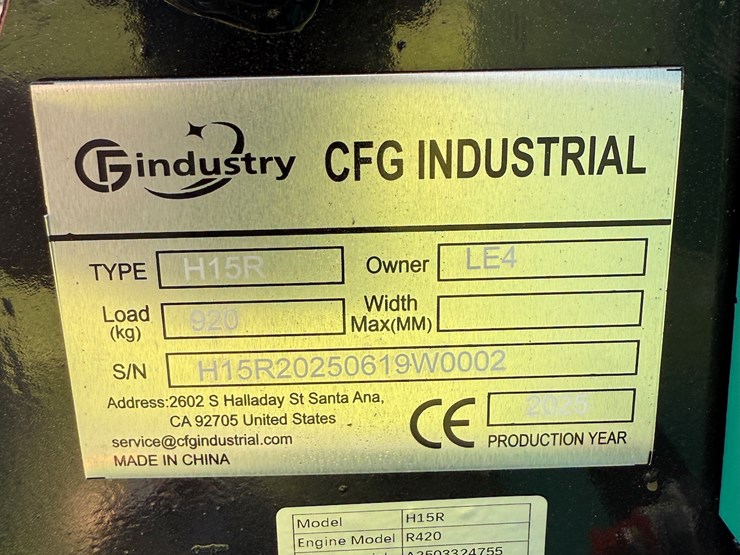 CFindustry CFG INDUSTRIAL
TYPE H15R Owner LE4
Load (kg) 920 Width Max(MM)
S/N H15R20250619W0002
Address:2602 S Halladay St Santa Ana,
CA 92705 United States
service@cfgindustrial.com
MADE IN CHINA
CE 2025
PRODUCTION YEAR
Model H15R
Engine Model R420
A2503324755